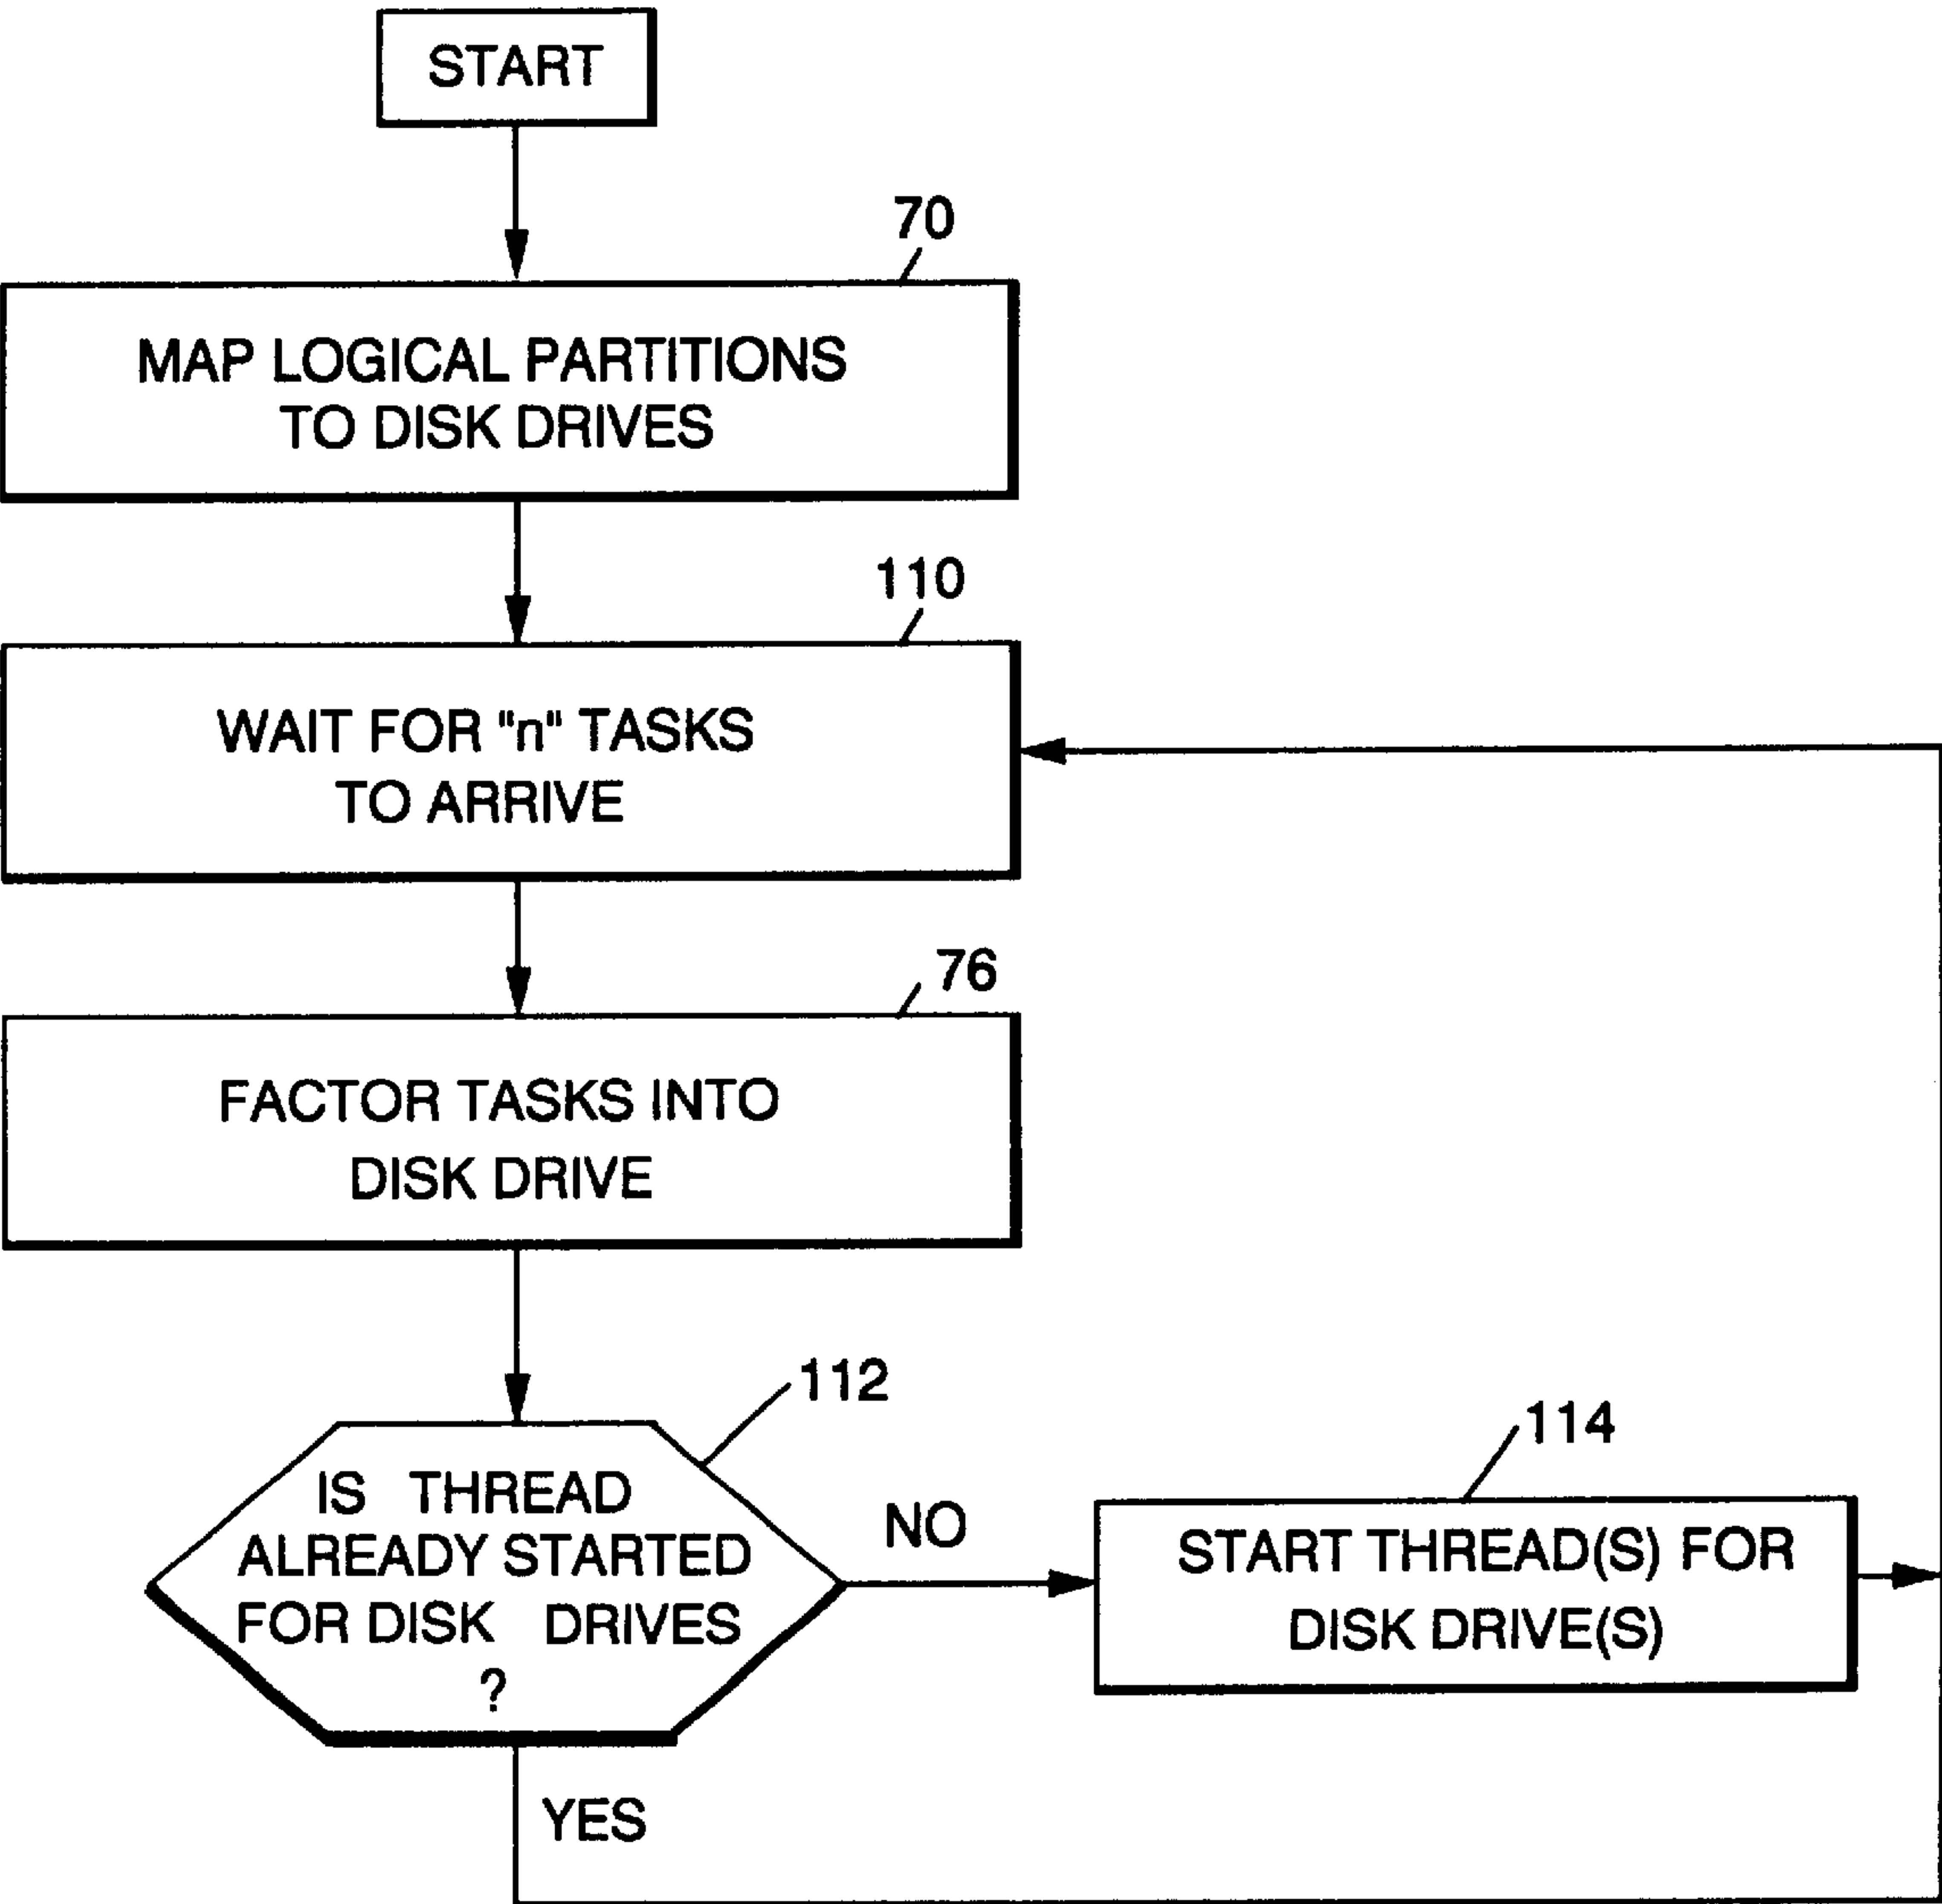 START
70
MAP LOGICAL PARTITIONS
TO DISK DRIVES
110
WAIT FOR "n" TASKS
TO ARRIVE
76
FACTOR TASKS INTO
DISK DRIVE
112
IS THREAD
ALREADY STARTED
FOR DISK DRIVES
?
NO
114
START THREAD(S) FOR
DISK DRIVE(S)
YES